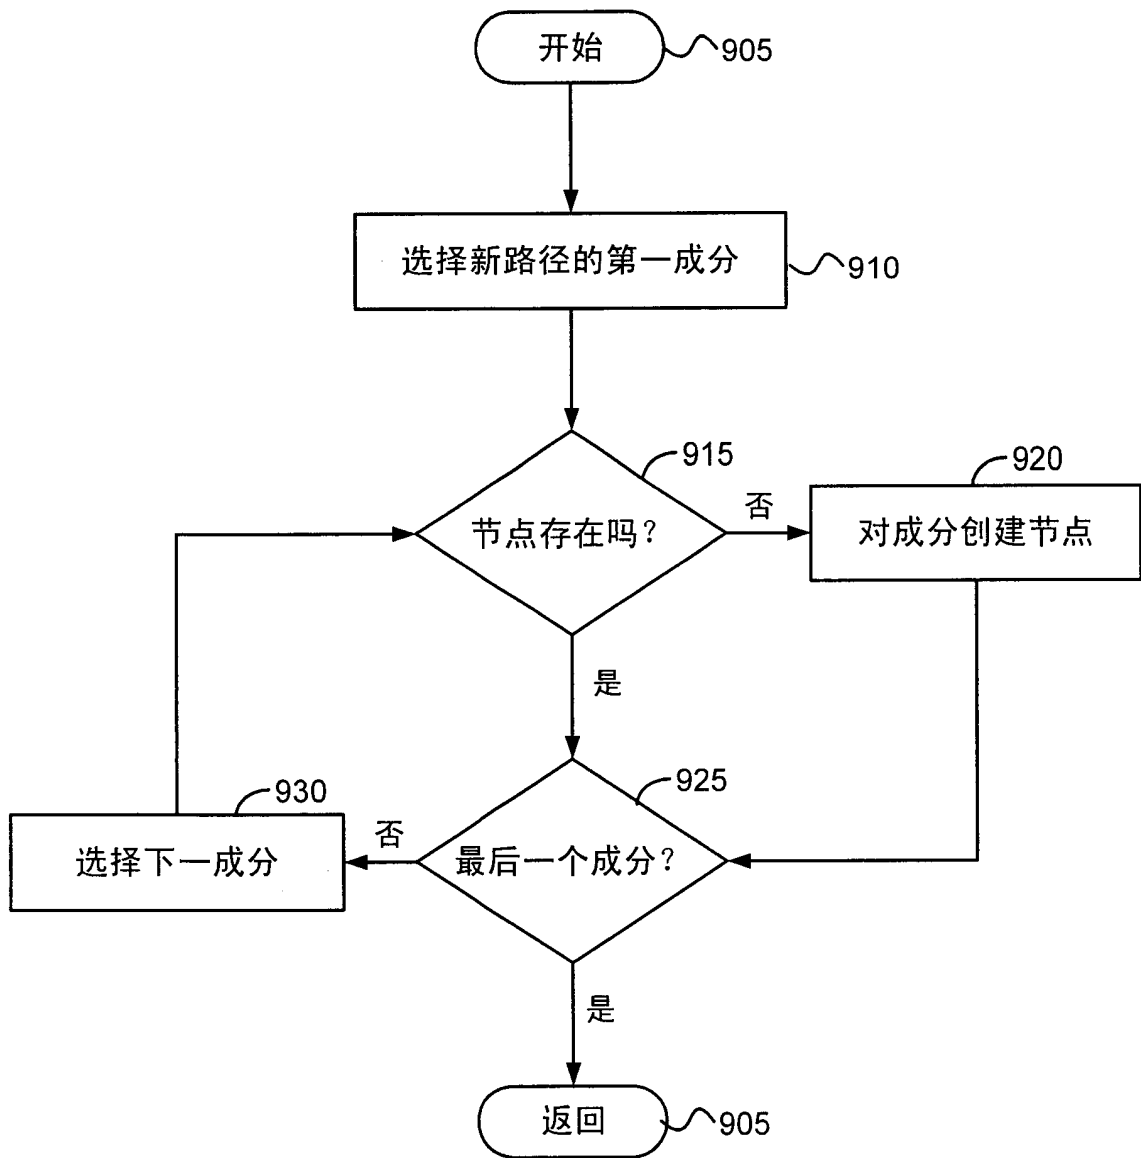 开始
905
选择新路径的第一成分
910
915
节点存在吗?
否
920
对成分创建节点
是
925
最后一个成分?
否
930
选择下一成分
是
返回
905